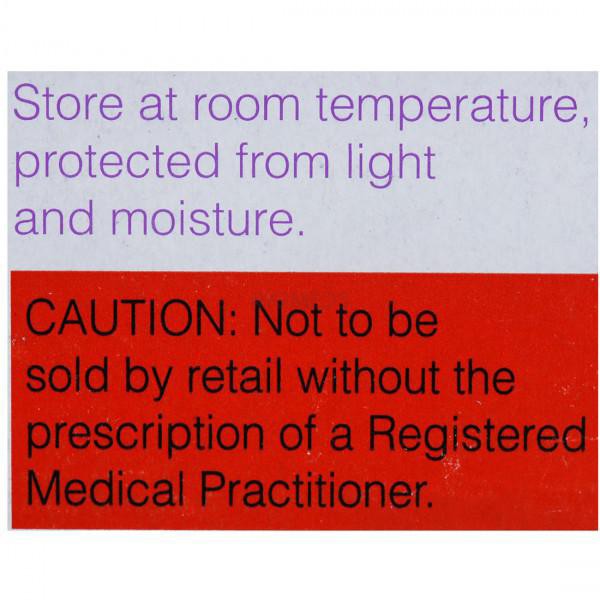 Store at room temperature,
protected from light
and moisture.
CAUTION: Not to be
sold by retail without the
prescription of a Registered
Medical Practitioner.